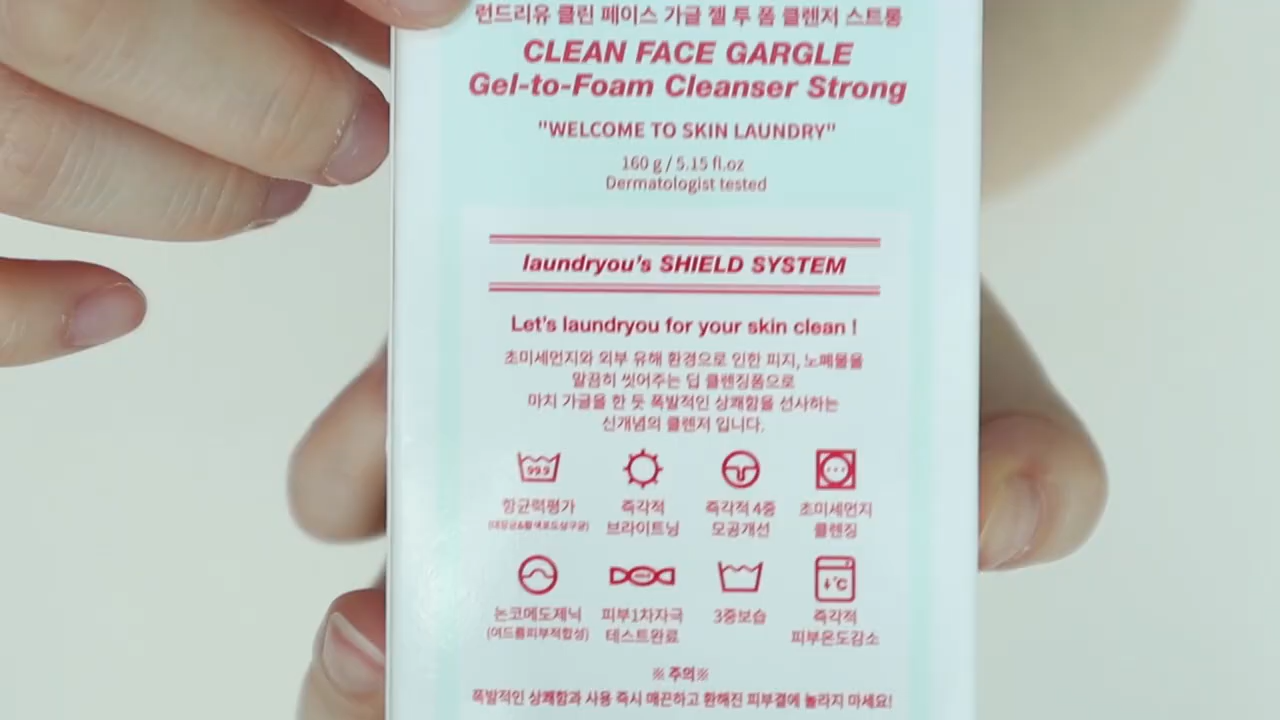 런드리유 클린 페이스 가글 젤 투 폼 클렌저 스트롱
CLEAN FACE GARGLE
Gel-to-Foam Cleanser Strong
"WELCOME TO SKIN LAUNDRY"
160 g / 5.15 fl.oz
Dermatologist tested
laundryou's SHIELD SYSTEM
Let's laundryou for your skin clean !
초미세먼지와 외부 유해 환경으로 인한 피지, 노폐물을
말끔히 씻어주는 딥 클렌징폼으로
마치 가글을 한 듯 폭발적인 상쾌함을 선사하는
신개념의 클렌저 입니다.
99.9
항균력평가
(대장균&황색포도상구균)
즉각적
브라이트닝
즉각적 4중
모공개선
초미세먼지
클렌징
논코메도제닉
(여드름피부적합성)
피부1차자극
테스트완료
3중보습
°C
즉각적
피부온도감소
※ 주의※
폭발적인 상쾌함과 사용 즉시 매끈하고 환해진 피부결에 놀라지 마세요!